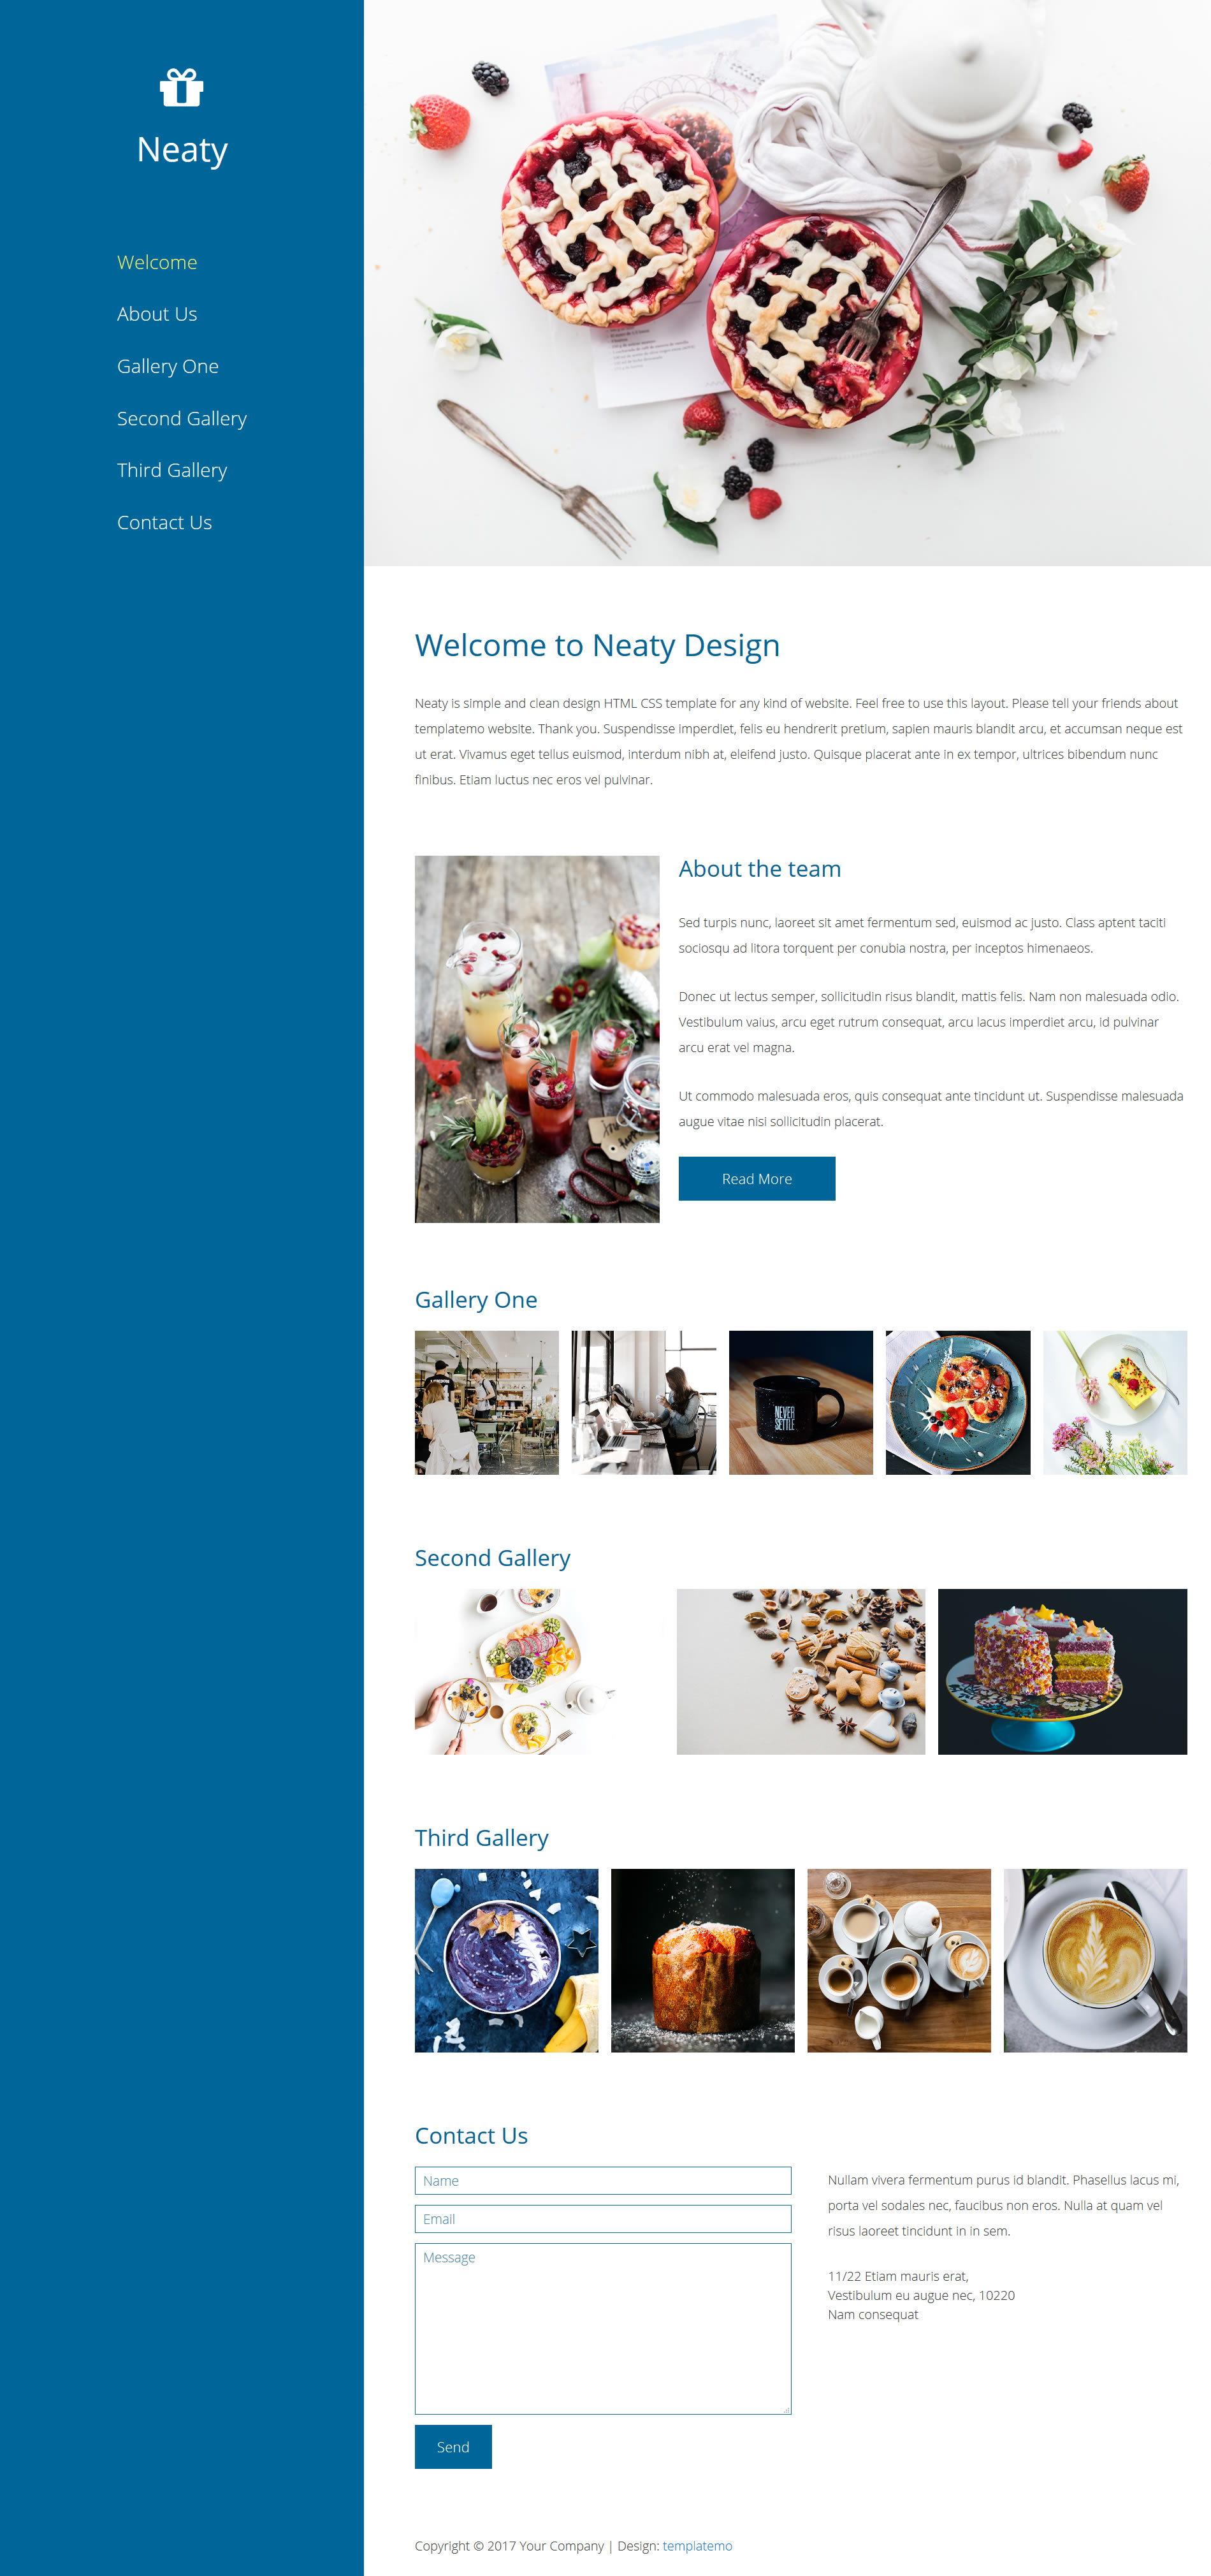 Neaty
Welcome
About Us
Gallery One
Second Gallery
Third Gallery
Contact Us
Welcome to Neaty Design
Neaty is simple and clean design HTML CSS template for any kind of website. Feel free to use this layout. Please tell your friends about
templatemo website. Thank you. Suspendisse imperdiet, felis eu hendrerit pretium, sapien mauris blandit arcu, et accumsan neque est
ut erat. Vivamus eget tellus euismod, interdum nibh at, eleifend justo. Quisque placerat ante in ex tempor, ultrices bibendum nunc
finibus. Etiam luctus nec eros vel pulvinar.
About the team
Sed turpis nunc, laoreet sit amet fermentum sed, euismod ac justo. Class aptent taciti
sociosqu ad litora torquent per conubia nostra, per inceptos himenaeos.
Donec ut lectus semper, sollicitudin risus blandit, mattis felis. Nam non malesuada odio.
Vestibulum vaius, arcu eget rutrum consequat, arcu lacus imperdiet arcu, id pulvinar
arcu erat vel magna.
Ut commodo malesuada eros, quis consequat ante tincidunt ut. Suspendisse malesuada
augue vitae nisi sollicitudin placerat.
Read More
Gallery One
NEVER
SETTLE
Second Gallery
Third Gallery
Contact Us
Name
Email
Message
Send
Nullam vivera fermentum purus id blandit. Phasellus lacus mi,
porta vel sodales nec, faucibus non eros. Nulla at quam vel
risus laoreet tincidunt in in sem.
11/22 Etiam mauris erat,
Vestibulum eu augue nec, 10220
Nam consequat
Copyright © 2017 Your Company | Design: templatemo